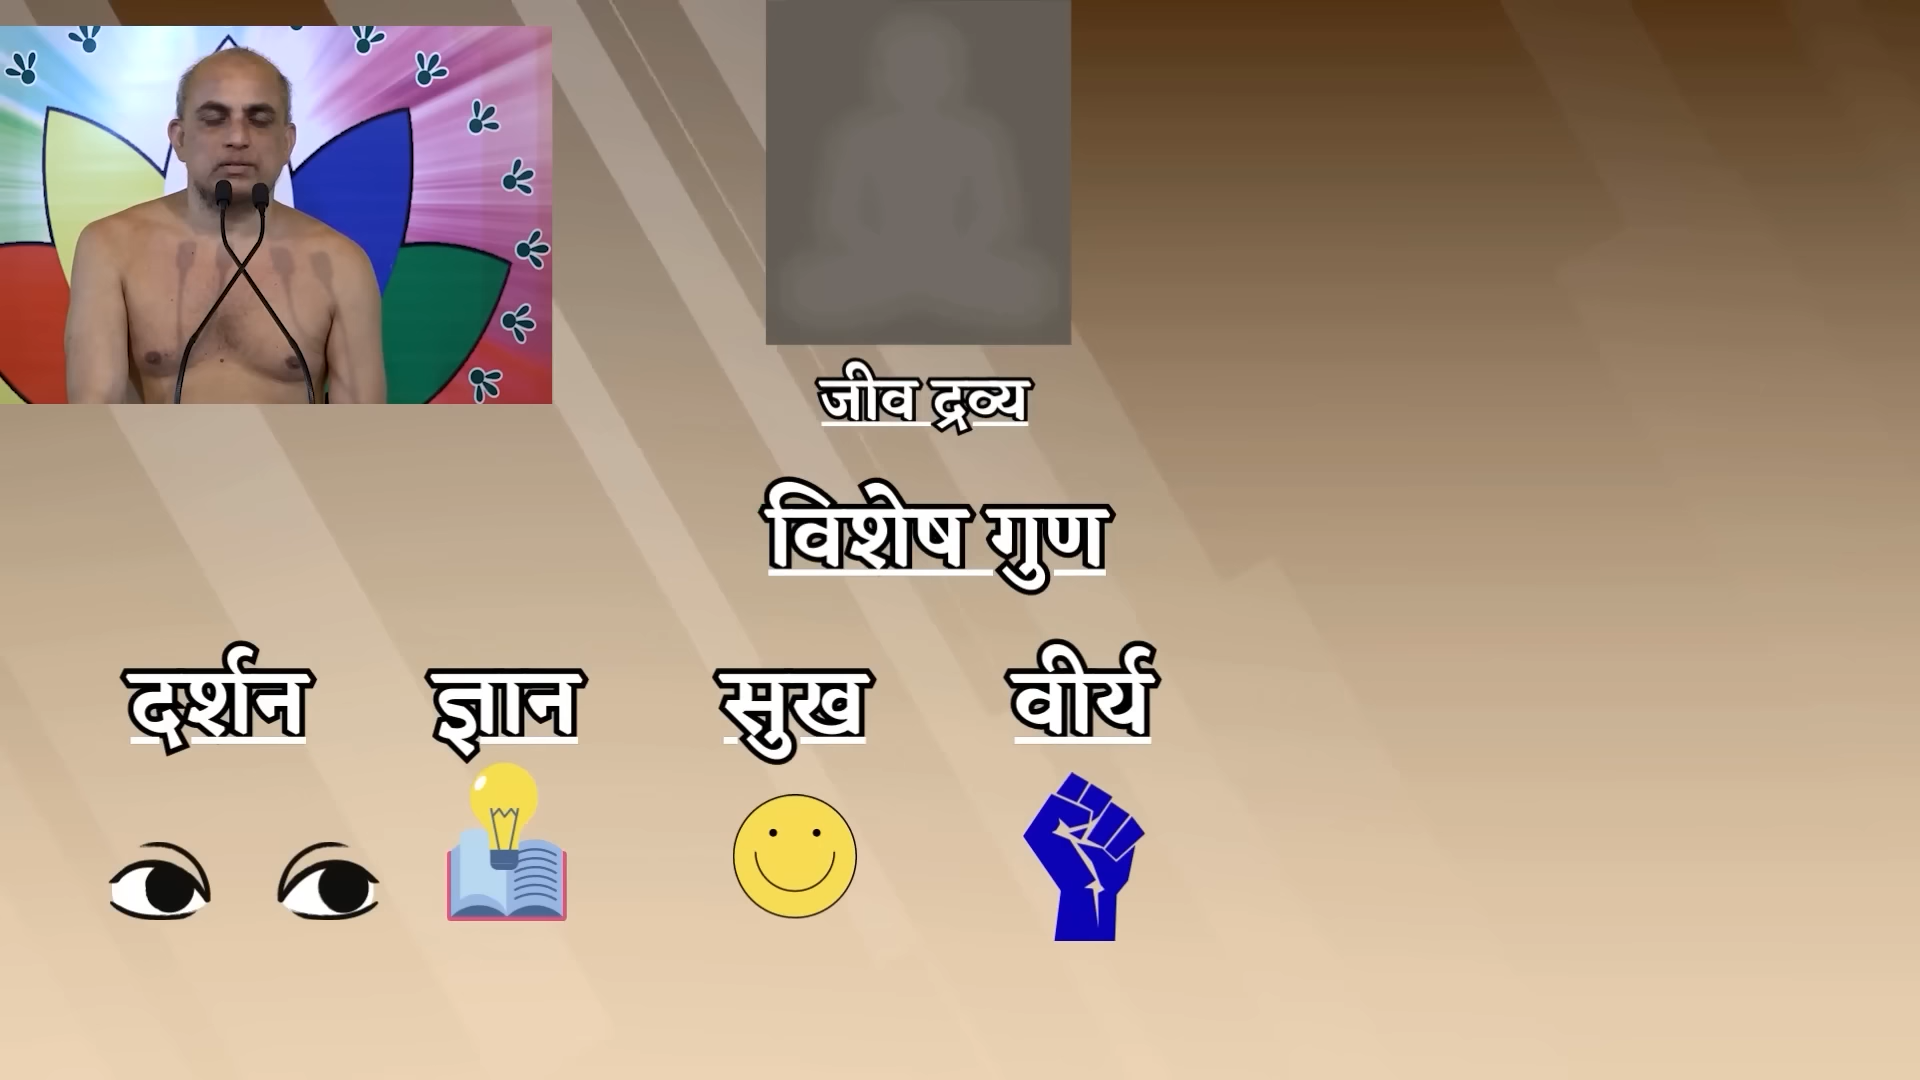 जीव द्रव्य
विशेष गुण
दर्शन ज्ञान सुख वीर्य